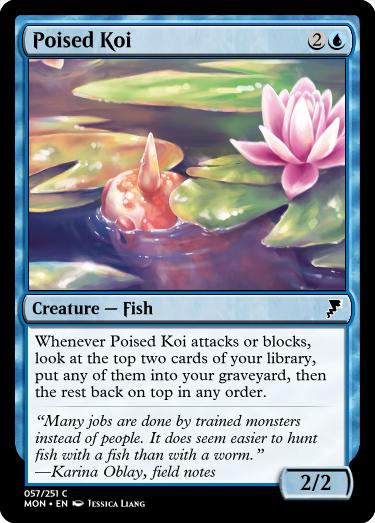 Poised Koi 2
Creature — Fish
Whenever Poised Koi attacks or blocks,
look at the top two cards of your library,
put any of them into your graveyard, then
the rest back on top in any order.
“Many jobs are done by trained monsters
instead of people. It does seem easier to hunt
fish with a fish than with a worm.”
—Karina Oblay, field notes
2/2
057/251 C
MON • EN Jessica Liang